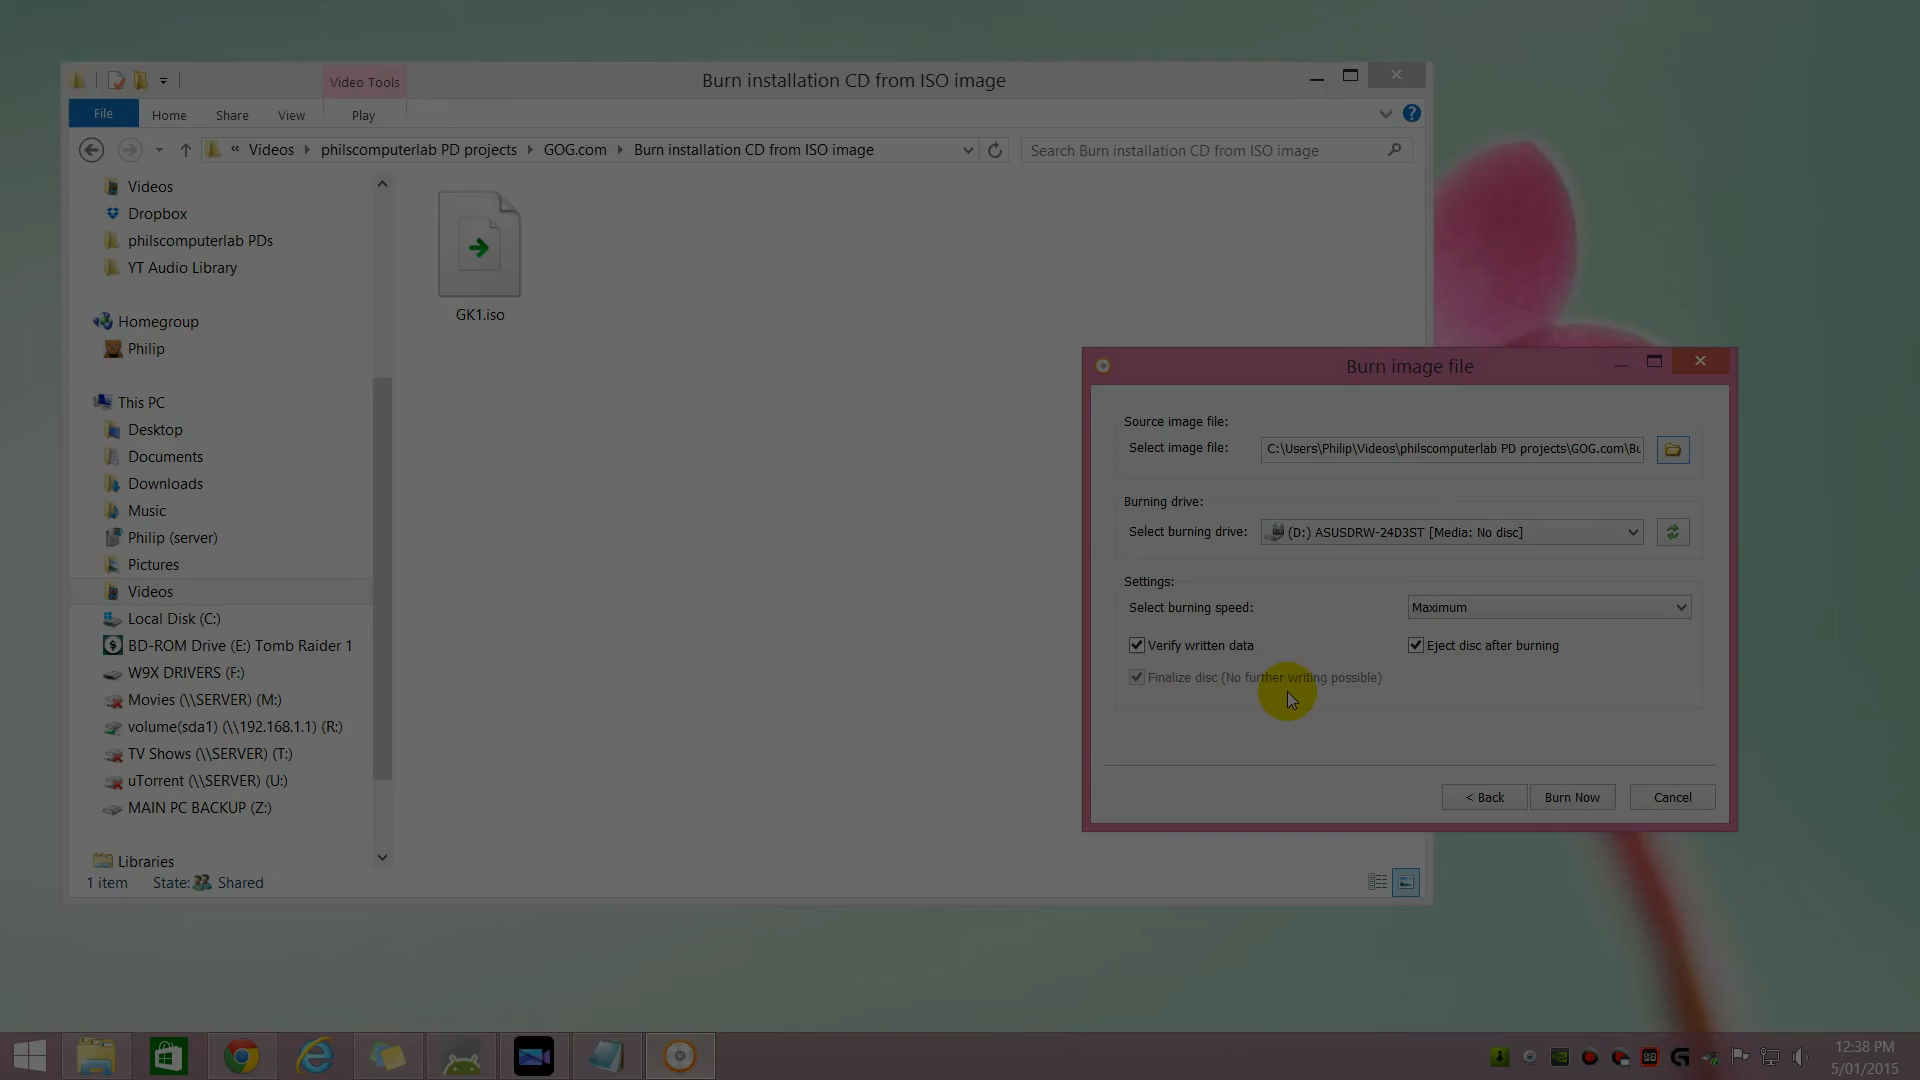 Video Tools
Burn installation CD from ISO image
File
Home
Share
View
Play
« Videos philscomputerlab PD projects GOG.com Burn installation CD from ISO image
Search Burn installation CD from ISO image
Videos
Dropbox
philscomputerlab PDs
YT Audio Library
Homegroup
Philip
This PC
Desktop
Documents
Downloads
Music
Philip (server)
Pictures
Videos
Local Disk (C:)
BD-ROM Drive (E:) Tomb Raider 1
W9X DRIVERS (F:)
Movies (\\SERVER) (M:)
volume(sda1) (\\192.168.1.1) (R:)
TV Shows (\\SERVER) (T:)
uTorrent (\\SERVER) (U:)
MAIN PC BACKUP (Z:)
Libraries
1 item State: Shared
GK1.iso
Burn image file
Source image file:
Select image file: C:\Users\Philip\Videos\philscomputerlab PD projects\GOG.com\Bu
Burning drive:
Select burning drive: (D:) ASUSDRW-24D3ST [Media: No disc]
Settings:
Select burning speed: Maximum
Verify written data
Eject disc after burning
Finalize disc (No further writing possible)
< Back
Burn Now
Cancel
12:38 PM
5/01/2015